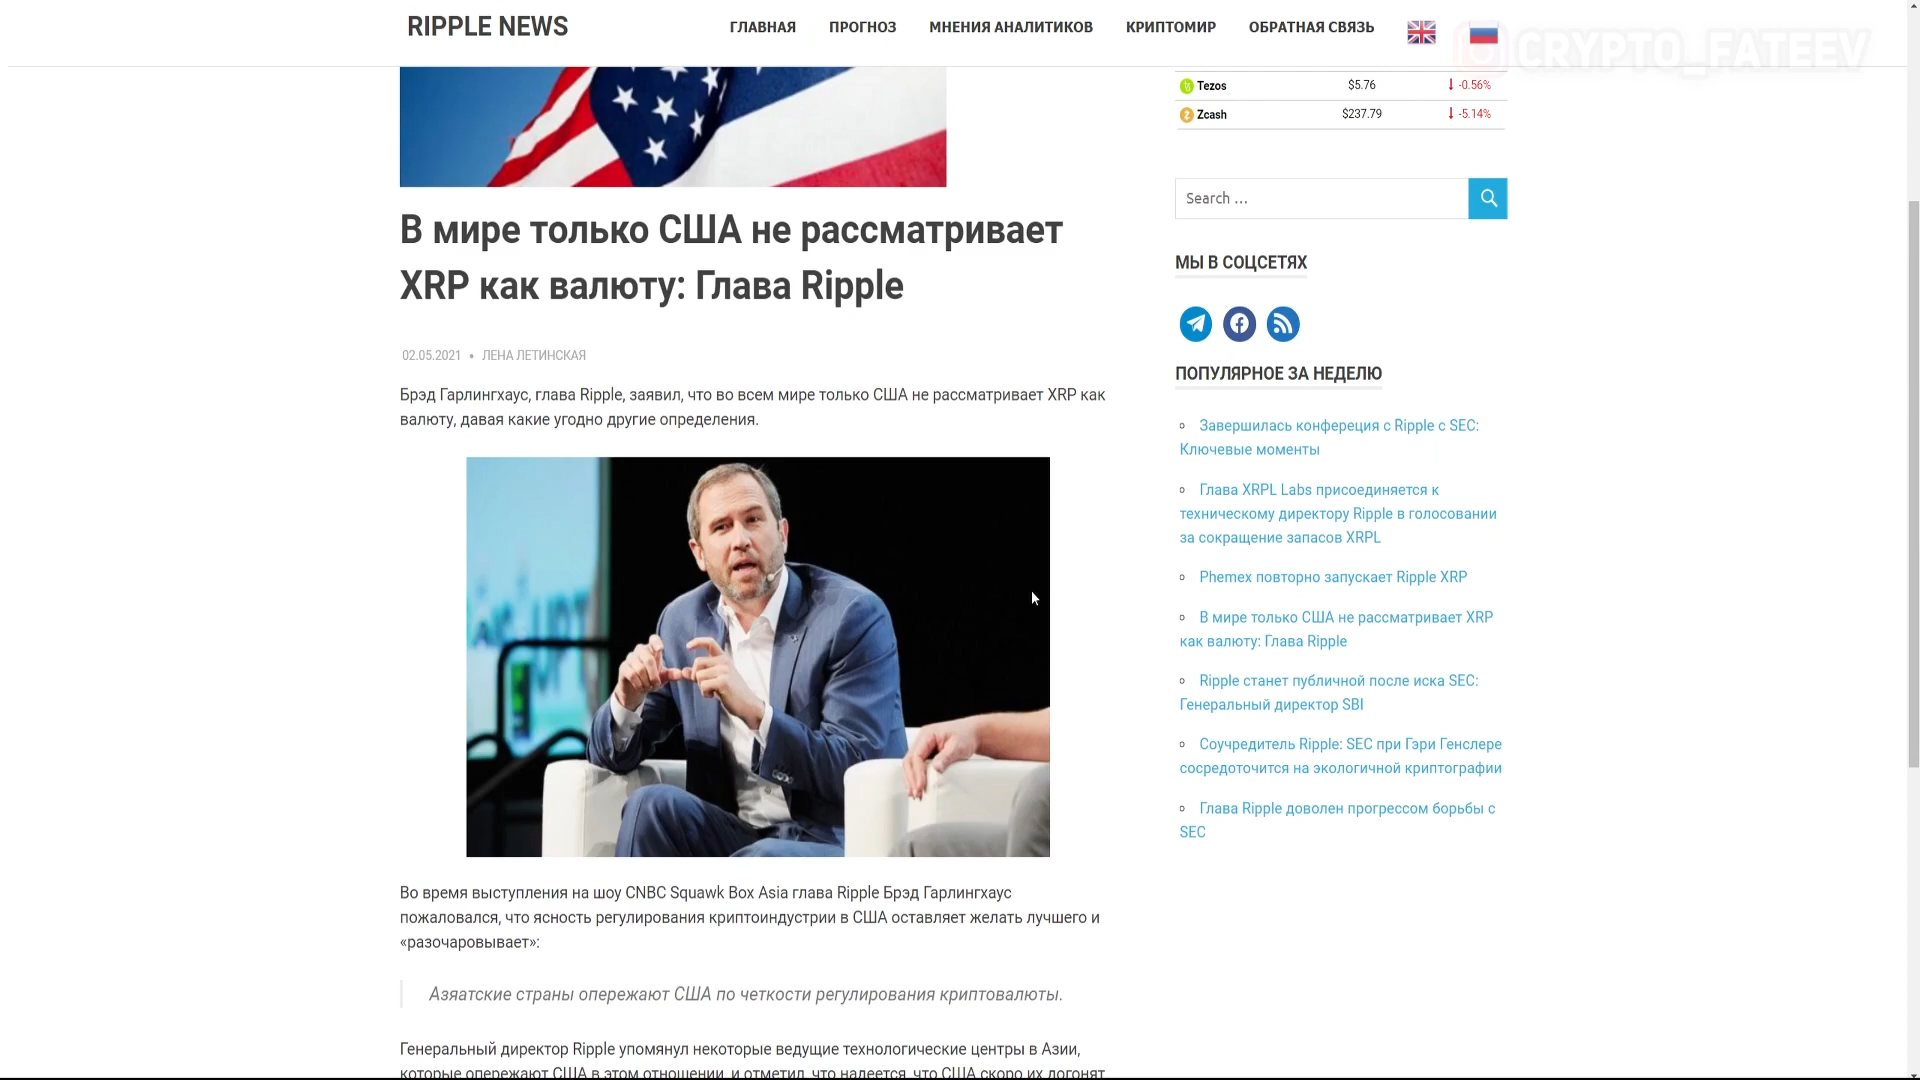 RIPPLE NEWS
ГЛАВНАЯ ПРОГНОЗ МНЕНИЯ АНАЛИТИКОВ КРИПТОМИР ОБРАТНАЯ СВЯЗЬ
CRYPTO_FATEEV
Tezos $5.76 -0.56%
Zcash $237.79 -5.14%
В мире только США не рассматривает
XRP как валюту: Глава Ripple
02.05.2021 • ЛЕНА ЛЕТИНСКАЯ
Брэд Гарлингхаус, глава Ripple, заявил, что во всем мире только США не рассматривает XRP как
валюту, давая какие угодно другие определения.
Во время выступления на шоу CNBC Squawk Box Asia глава Ripple Брэд Гарлингхаус
пожаловался, что ясность регулирования криптоиндустрии в США оставляет желать лучшего и
«разочаровывает»:
Азяатские страны опережают США по четкости регулирования криптовалюты.
Генеральный директор Ripple упомянул некоторые ведущие технологические центры в Азии,
которые опережают США в этом отношении, и отметил, что надеется, что США скоро их догонят
Search ...
МЫ В СОЦСЕТЯХ
ПОПУЛЯРНОЕ ЗА НЕДЕЛЮ
Завершилась конфереция с Ripple с SEC:
Ключевые моменты
Глава XRPL Labs присоединяется к
техническому директору Ripple в голосовании
за сокращение запасов XRPL
Phemex повторно запускает Ripple XRP
В мире только США не рассматривает XRP
как валюту: Глава Ripple
Ripple станет публичной после иска SEC:
Генеральный директор SBI
Соучредитель Ripple: SEC при Гэри Генслере
сосредоточится на экологичной криптографии
Глава Ripple доволен прогрессом борьбы с
SEC